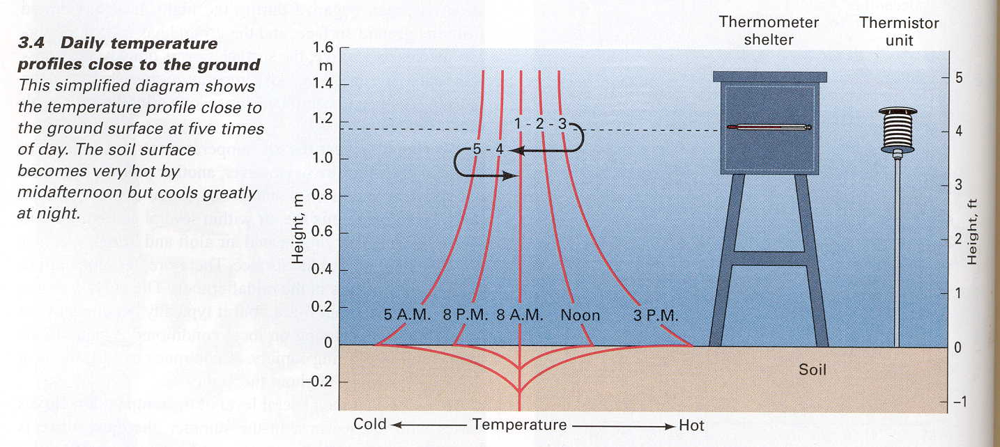 3.4 Daily temperature
profiles close to the ground
This simplified diagram shows
the temperature profile close to
the ground surface at five times
of day. The soil surface
becomes very hot by
midafternoon but cools greatly
at night.
Thermometer
shelter
Thermistor
unit
1.6
m
1.4
1.2
1.0
0.8
0.6
0.4
0.2
0
–0.2
Height, m
1 - 2 - 3
5 - 4
5 A.M. 8 P.M. 8 A.M. Noon 3 P.M.
Soil
5
4
3
2
1
0
–1
Height, ft
Cold Temperature Hot